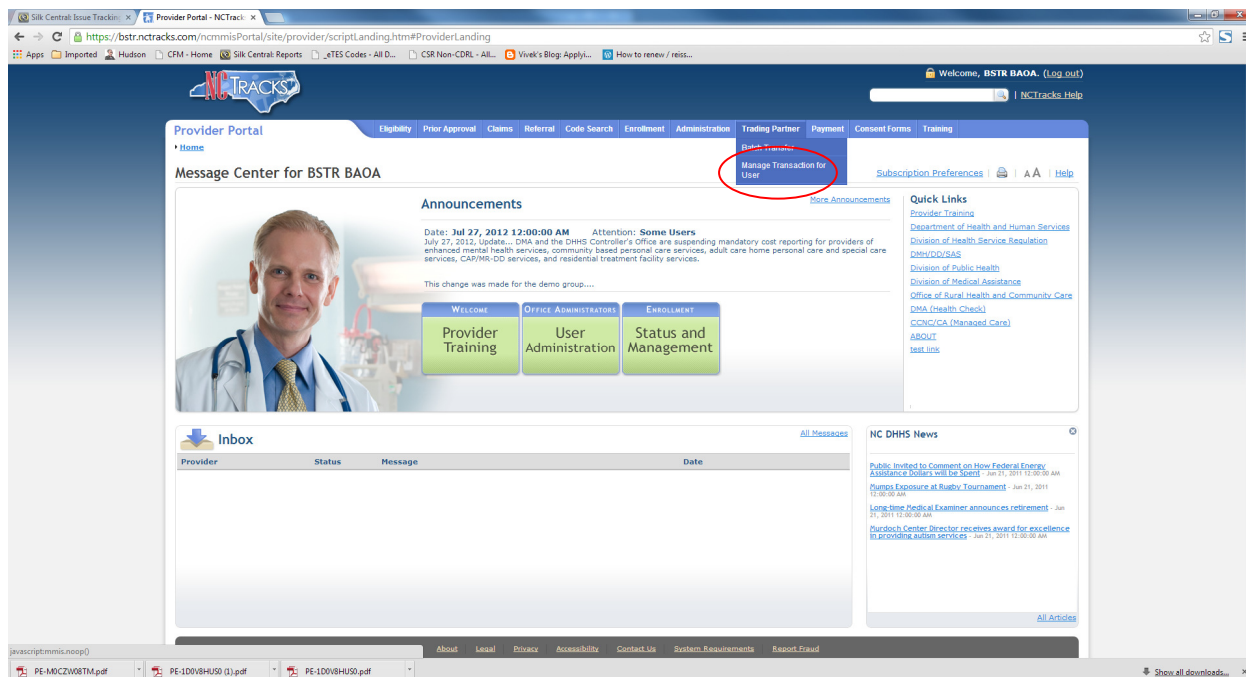 Silk Central: Issue Tracking
Provider Portal - NCTrack
https://bstr.nctracks.com/ncmmisPortal/site/provider/scriptLanding.htm#ProviderLanding
Apps Imported Hudson CFM - Home Silk Central: Reports _eTES Codes - All D... CSR Non-CDRL - All... Vivek's Blog: Applyi... How to renew / reiss...
NCTRACKS
Welcome, BSTR BAOA. (Log out)
| NCTracks Help
Provider Portal
Eligibility Prior Approval Claims Referral Code Search Enrollment Administration Trading Partner Payment Consent Forms Training
Home
Batch Transfer
Manage Transaction for
User
Message Center for BSTR BAOA
Subscription Preferences | | A A | Help
Announcements
More Announcements
Date: Jul 27, 2012 12:00:00 AM Attention: Some Users
July 27, 2012, Update... DMA and the DHHS Controller's Office are suspending mandatory cost reporting for providers of
enhanced mental health services, community based personal care services, adult care home personal care and special care
services, CAP/MR-DD services, and residential treatment facility services.
This change was made for the demo group....
WELCOME
Provider
Training
OFFICE ADMINISTRATORS
User
Administration
ENROLLMENT
Status and
Management
Quick Links
Provider Training
Department of Health and Human Services
Division of Health Service Regulation
DMH/DD/SAS
Division of Public Health
Division of Medical Assistance
Office of Rural Health and Community Care
DMA (Health Check)
CCNC/CA (Managed Care)
ABOUT
test link
Inbox
All Messages
Provider Status Message Date
NC DHHS News
Public Invited to Comment on How Federal Energy
Assistance Dollars will be Spent - Jun 21, 2011 12:00:00 AM
Mumps Exposure at Rugby Tournament - Jun 21, 2011
12:00:00 AM
Long-time Medical Examiner announces retirement - Jun
21, 2011 12:00:00 AM
Murdoch Center Director receives award for excellence
in providing autism services - Jun 21, 2011 12:00:00 AM
All Articles
About Legal Privacy Accessibility Contact Us System Requirements Report Fraud
javascript:mmis.noop()
PE-M0CZW08TM.pdf
PE-1D0V8HUS0 (1).pdf
PE-1D0V8HUS0.pdf
Show all downloads...